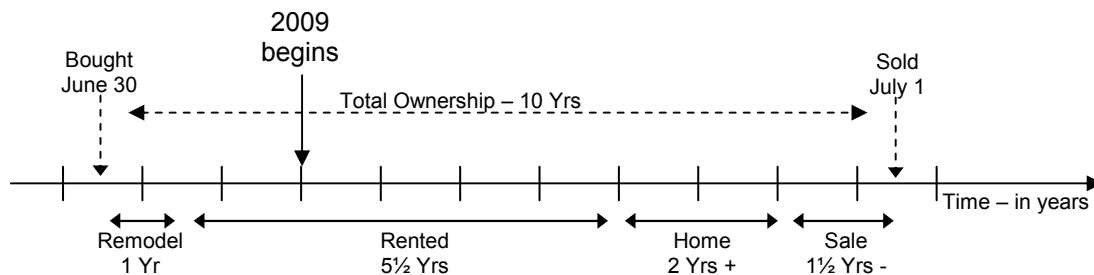 2009
begins
Bought
June 30
Sold
July 1
Total Ownership – 10 Yrs
Time – in years
Remodel
1 Yr
Rented
5½ Yrs
Home
2 Yrs +
Sale
1½ Yrs -